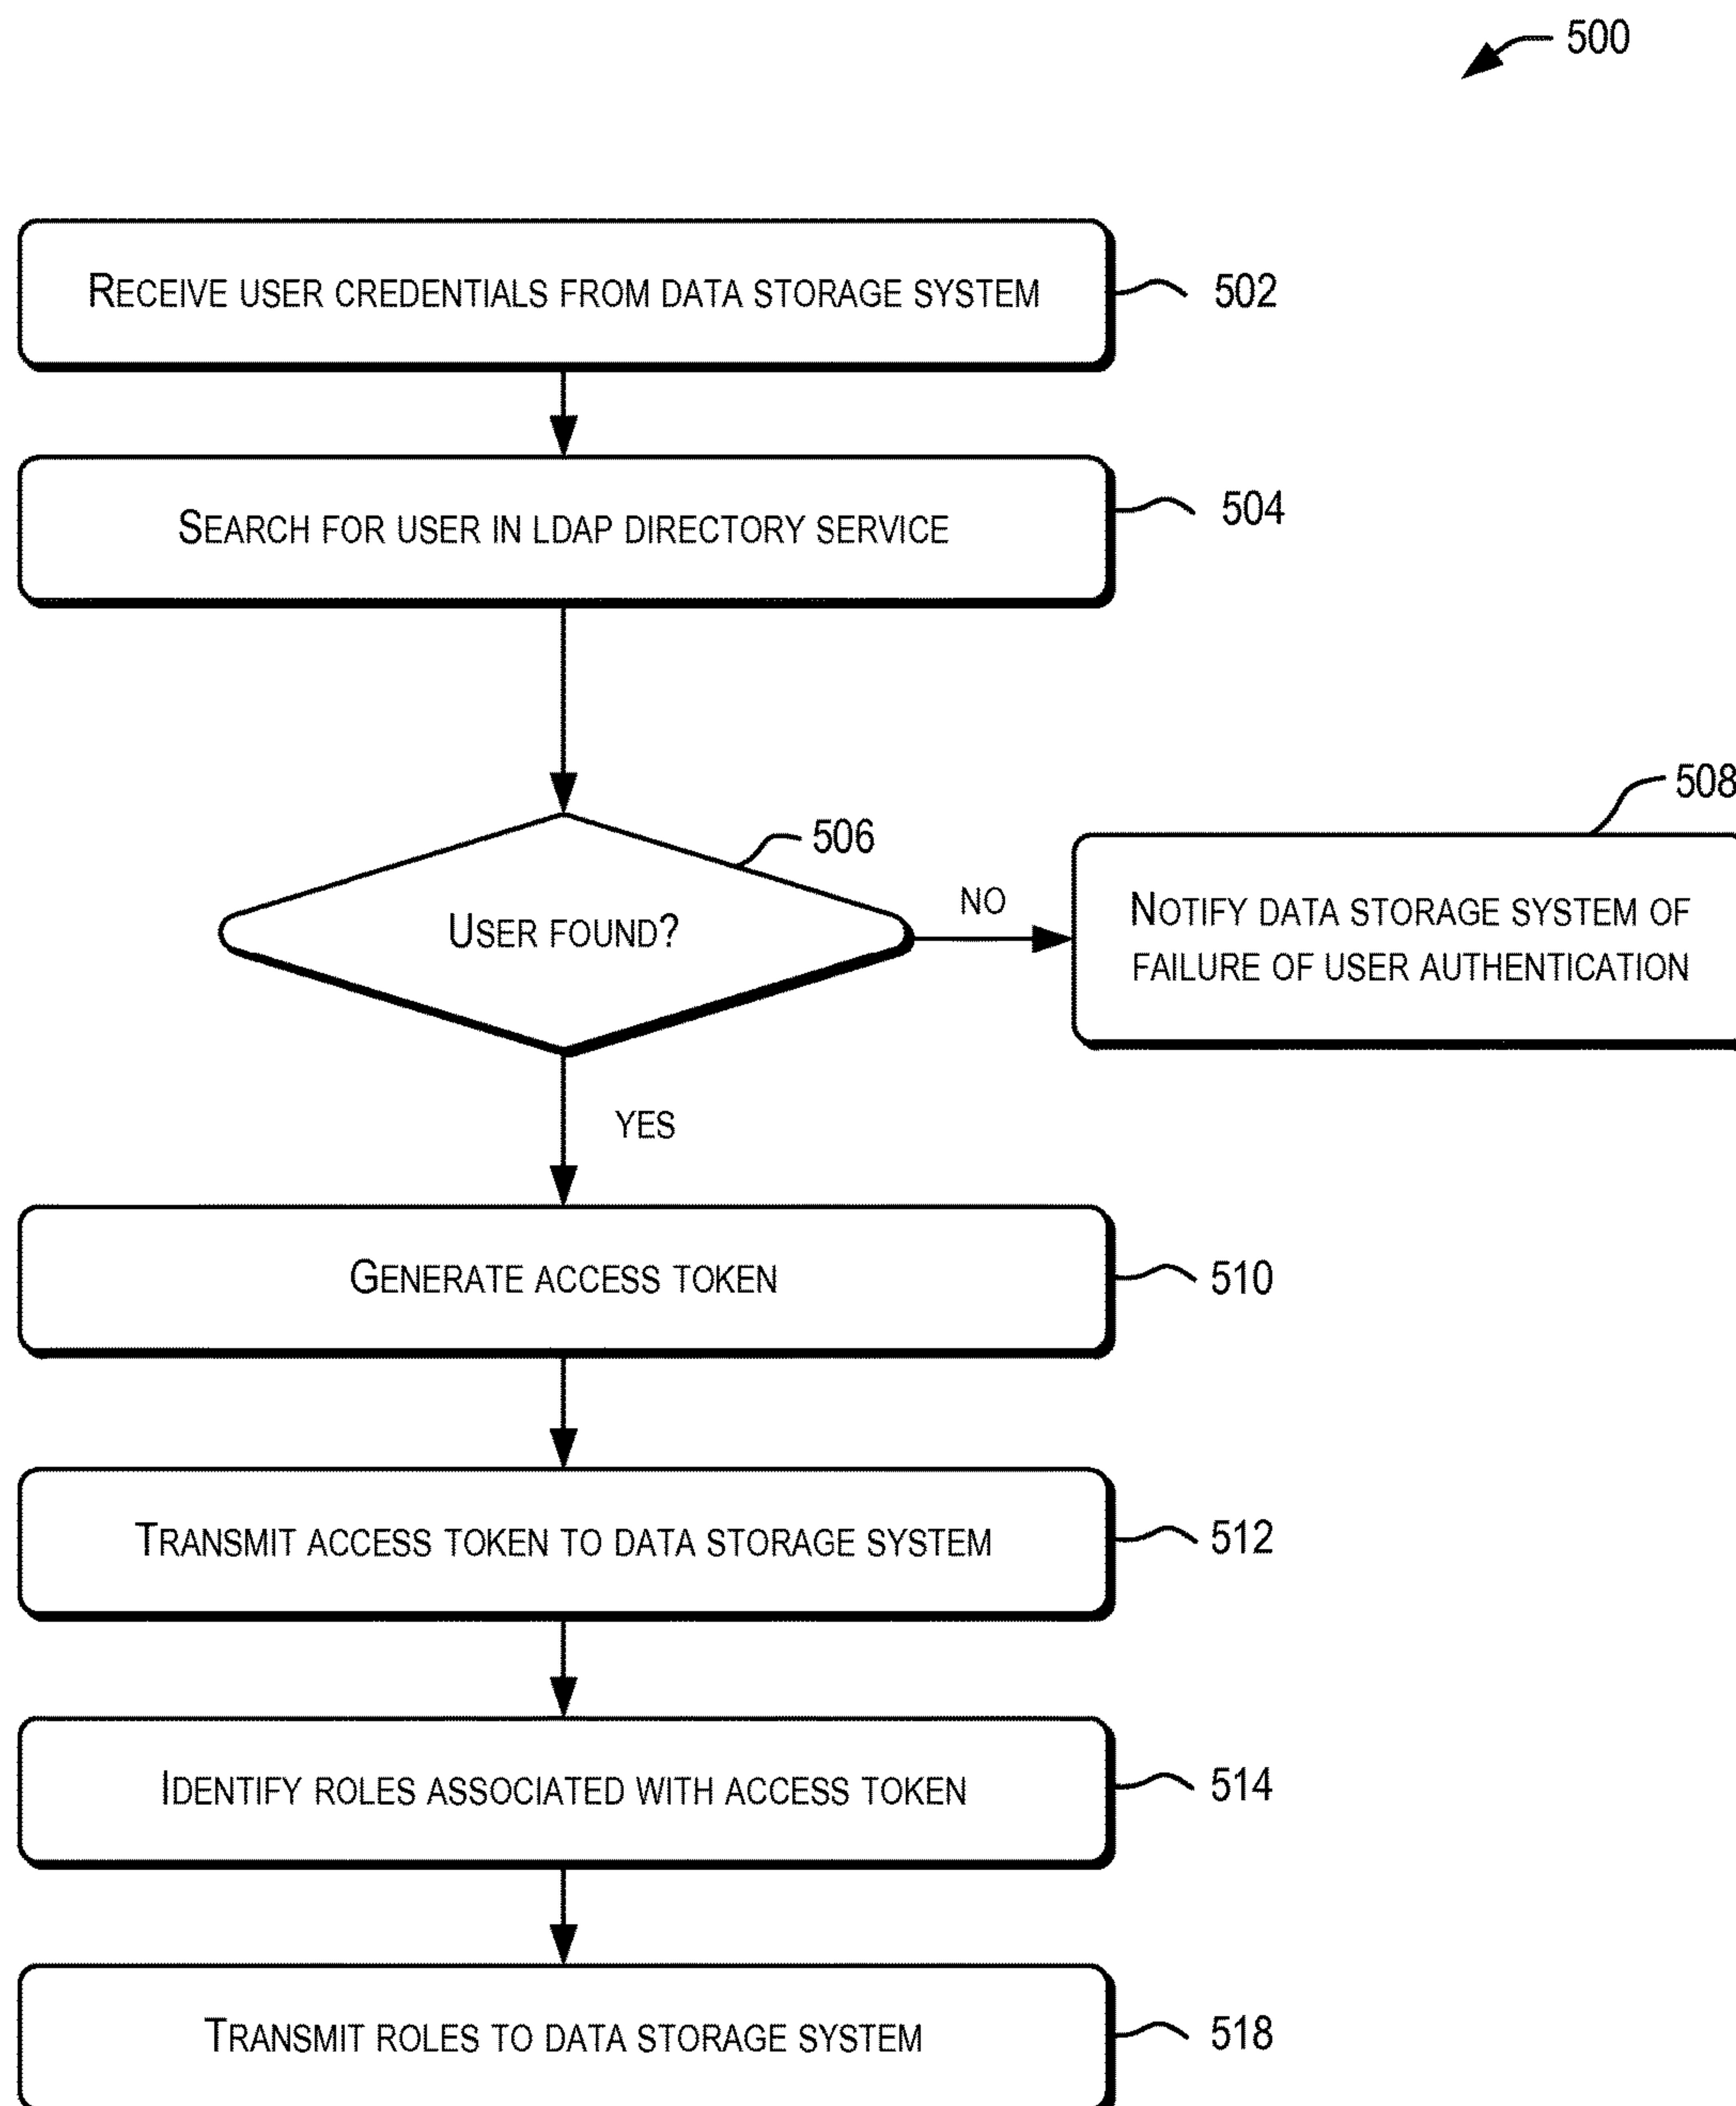 500
RECEIVE USER CREDENTIALS FROM DATA STORAGE SYSTEM
502
SEARCH FOR USER IN LDAP DIRECTORY SERVICE
504
506
USER FOUND?
NO
508
NOTIFY DATA STORAGE SYSTEM OF
FAILURE OF USER AUTHENTICATION
YES
GENERATE ACCESS TOKEN
510
TRANSMIT ACCESS TOKEN TO DATA STORAGE SYSTEM
512
IDENTIFY ROLES ASSOCIATED WITH ACCESS TOKEN
514
TRANSMIT ROLES TO DATA STORAGE SYSTEM
518